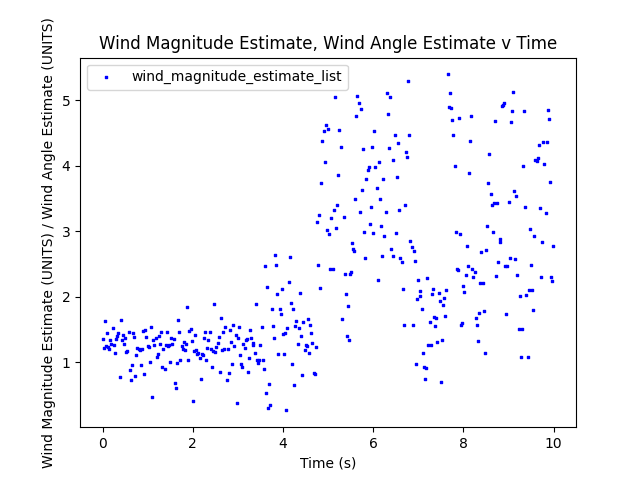 Wind Magnitude Estimate, Wind Angle Estimate v Time
wind_magnitude_estimate_list
Wind Magnitude Estimate (UNITS) / Wind Angle Estimate (UNITS)
5
4
3
2
1
0 2 4 6 8 10
Time (s)